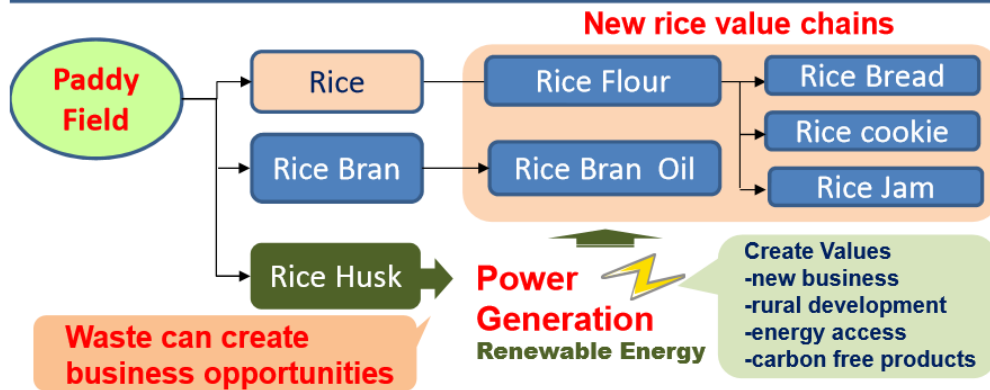 New rice value chains
Paddy
Field
Rice
Rice Flour
Rice Bread
Rice cookie
Rice Jam
Rice Bran
Rice Bran Oil
Rice Husk
Power
Generation
Renewable Energy
Create Values
-new business
-rural development
-energy access
-carbon free products
Waste can create
business opportunities